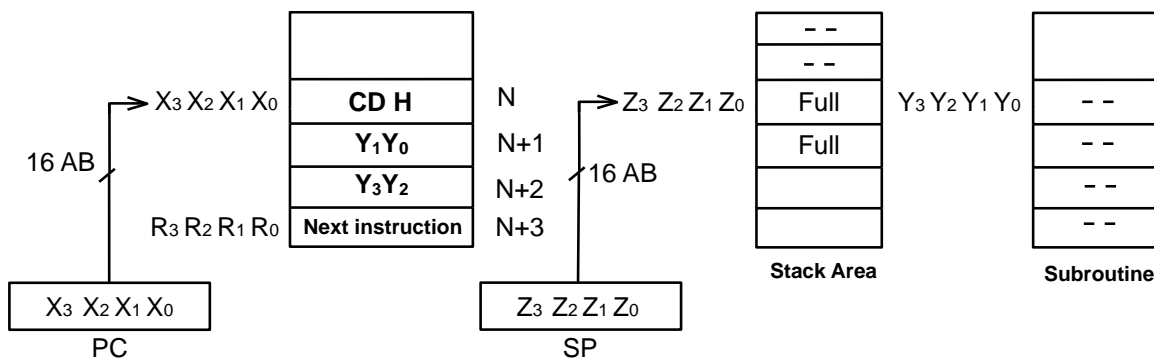 – –
– –
X3 X2 X1 X0 CD H N Z3 Z2 Z1 Z0 Full Y3 Y2 Y1 Y0 – –
16 AB Y1Y0 N+1 16 AB Full – –
Y3Y2 N+2 – –
R3 R2 R1 R0 Next instruction N+3 – –
Stack Area Subroutine
X3 X2 X1 X0 Z3 Z2 Z1 Z0
PC SP